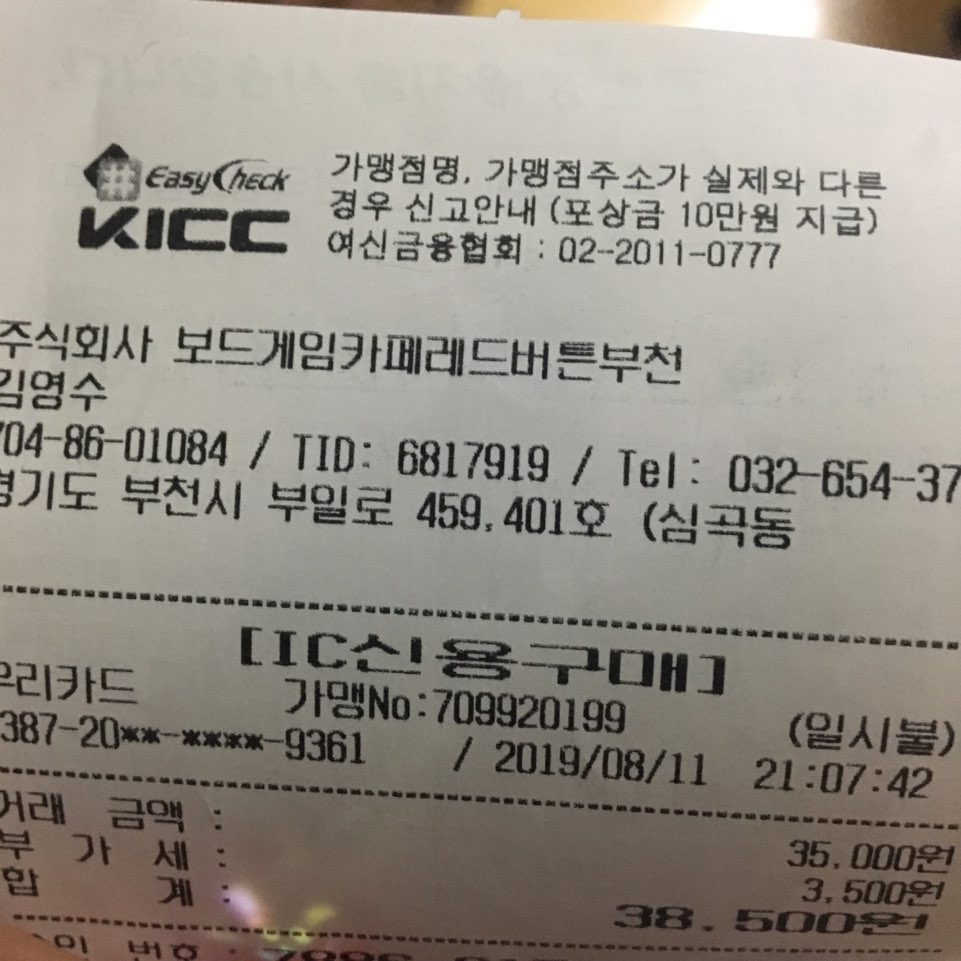 EasyCheck
KICC
가맹점명, 가맹점주소가 실제와 다른
경우 신고안내 (포상금 10만원 지급)
여신금융협회 : 02-2011-0777
주식회사 보드게임카페레드버튼부천
김영수
704-86-01084 / TID: 6817919 / Tel: 032-654-37
경기도 부천시 부일로 459,401호 (심곡동
[IC신용구매]
우리카드
가맹No:709920199
(일시불)
387-20**-****-9361 / 2019/08/11 21:07:42
거래 금액 : 35,000원
부 가 세 : 3,500원
합 계 : 38,500원
번호 :